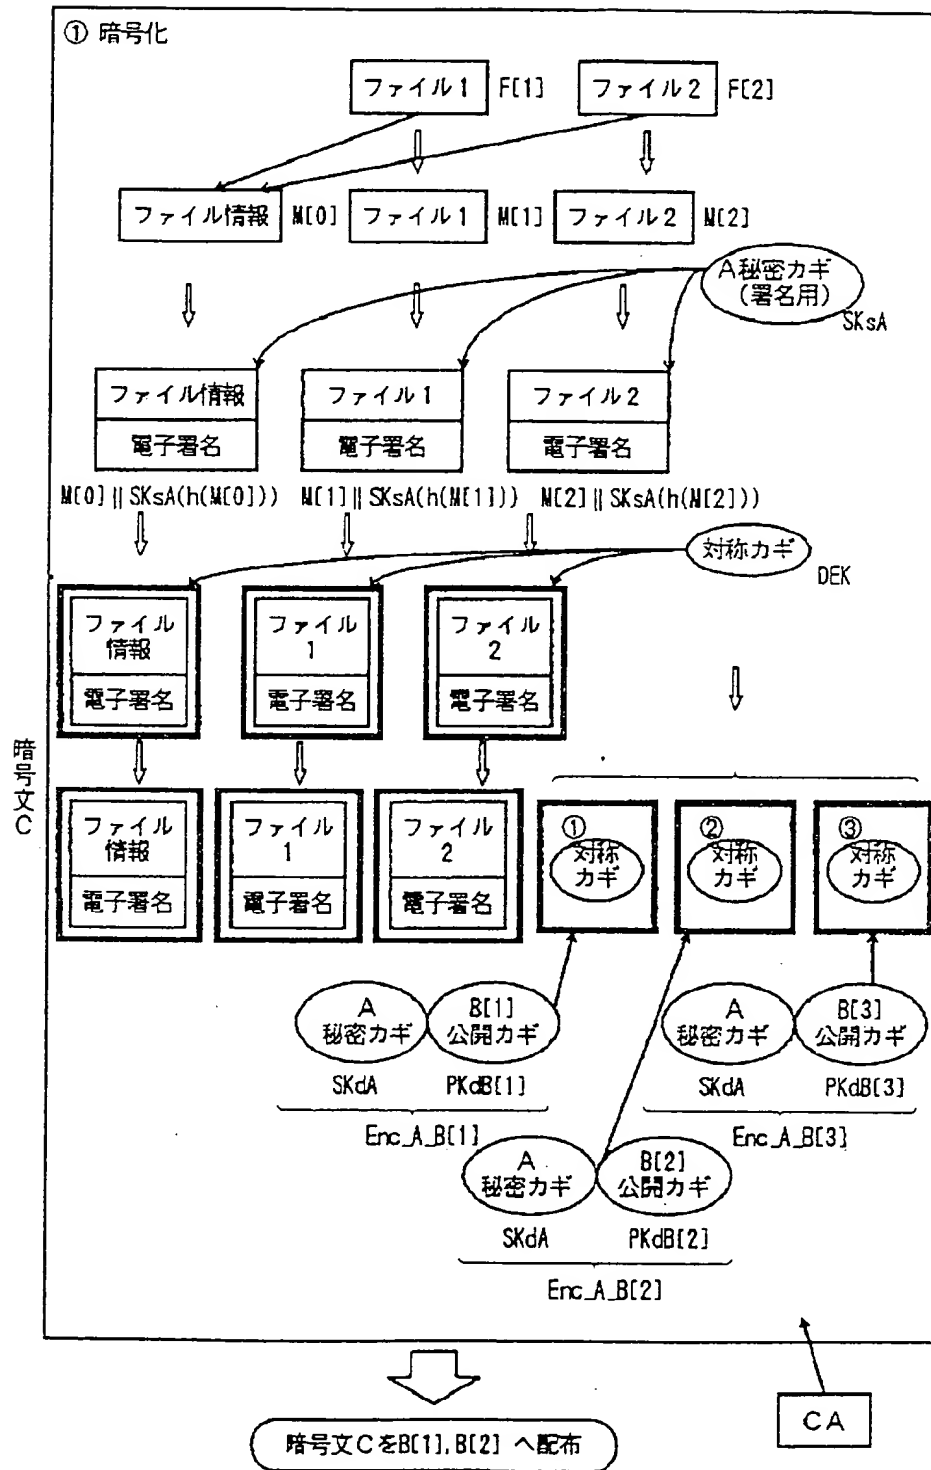 ① 暗号化
ファイル1 F[1] ファイル2 F[2]
ファイル情報 M[0] ファイル1 M[1] ファイル2 M[2]
A秘密カギ
(署名用)
SKsA
ファイル情報 ファイル1 ファイル2
電子署名 電子署名 電子署名
M[0]‖SKsA(h(M[0])) M[1]‖SKsA(h(M[1])) M[2]‖SKsA(h(M[2]))
対称カギ
DEK
ファイル ファイル ファイル
情報 1 2
電子署名 電子署名 電子署名
暗号文C
ファイル ファイル ファイル
情報 1 2
電子署名 電子署名 電子署名
① ② ③
対称 対称 対称
カギ カギ カギ
A B[1] A B[3]
秘密カギ 公開カギ 秘密カギ 公開カギ
SKdA PKdB[1] SKdA PKdB[3]
Enc_A_B[1] Enc_A_B[3]
A B[2]
秘密カギ 公開カギ
SKdA PKdB[2]
Enc_A_B[2]
CA
暗号文CをB[1],B[2] へ配布